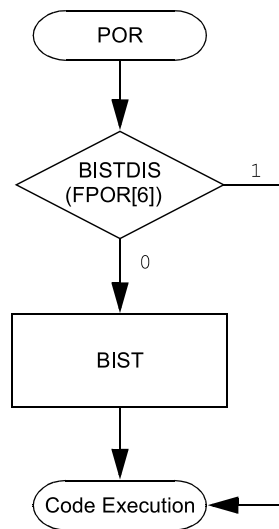 POR
BISTDIS
(FPOR[6])
1
0
BIST
Code Execution